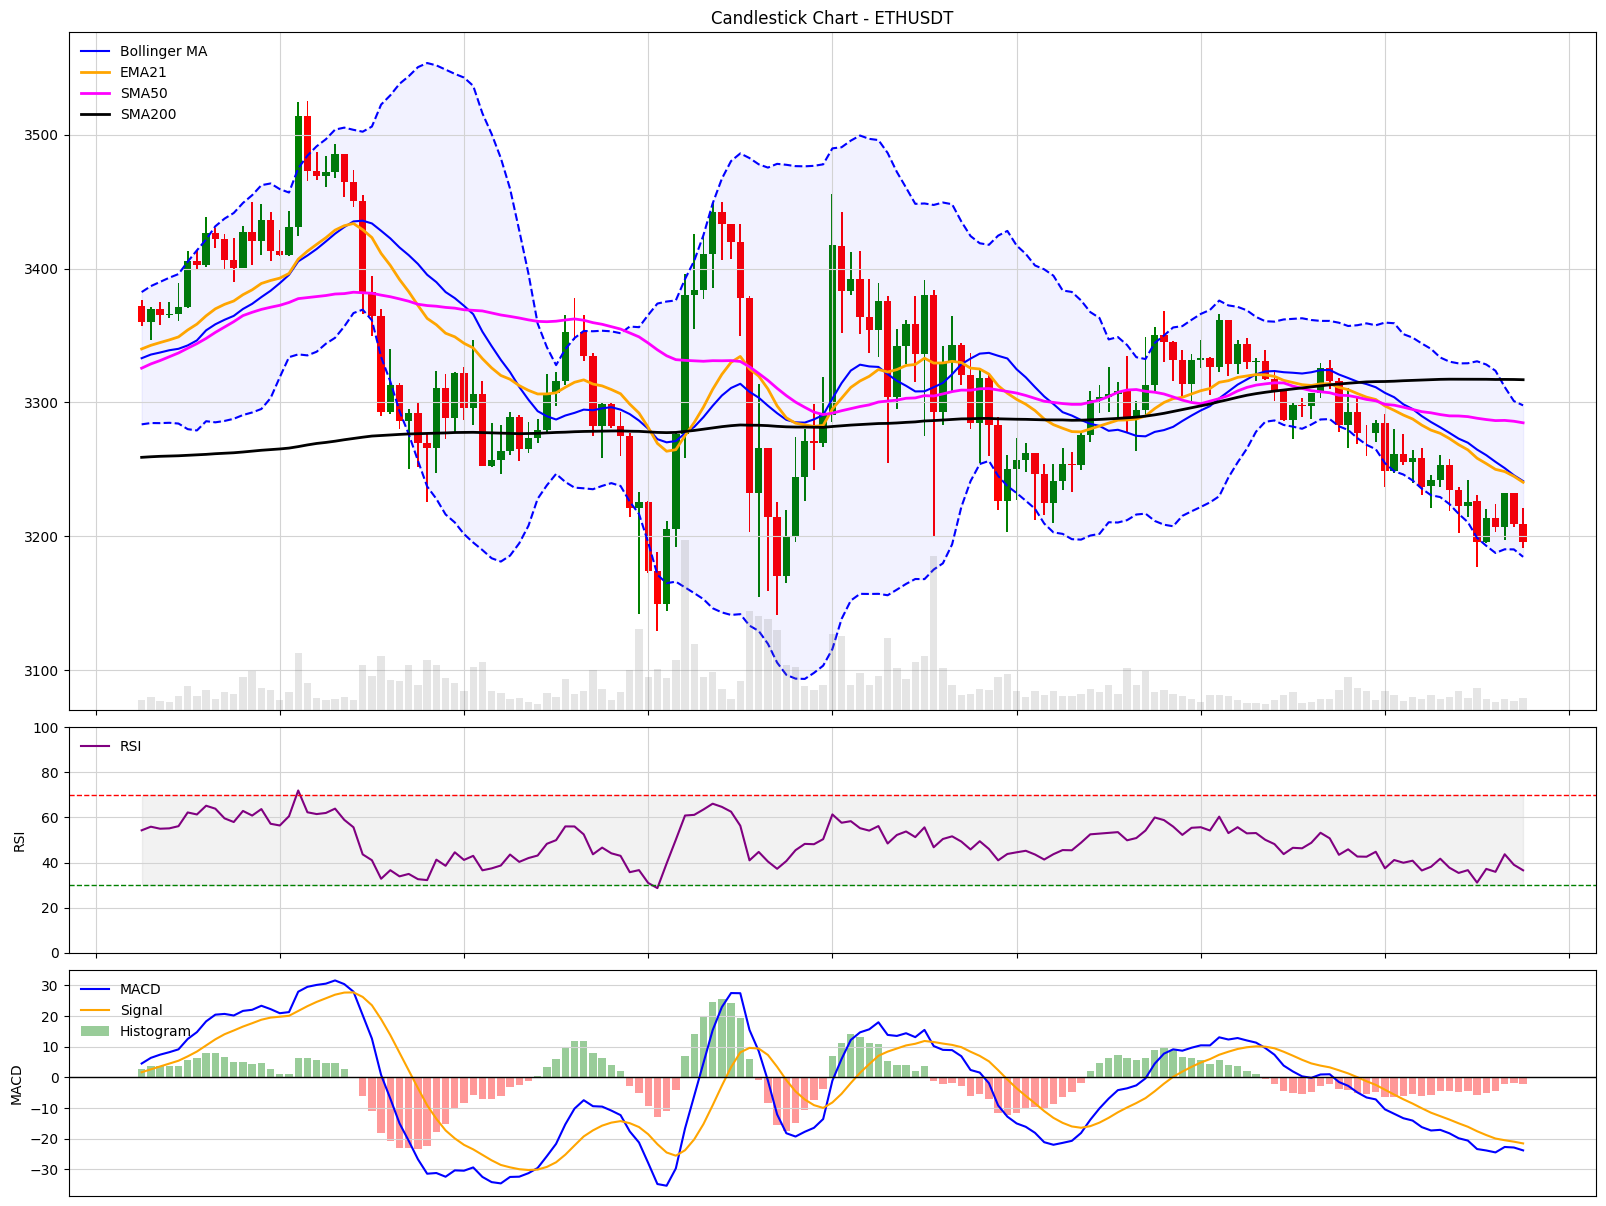 Candlestick Chart - ETHUSDT
Bollinger MA
EMA21
SMA50
SMA200
3500
3400
3300
3200
3100
RSI
100
80
60
40
20
0
RSI
MACD
Signal
Histogram
30
20
10
0
−10
−20
−30
MACD